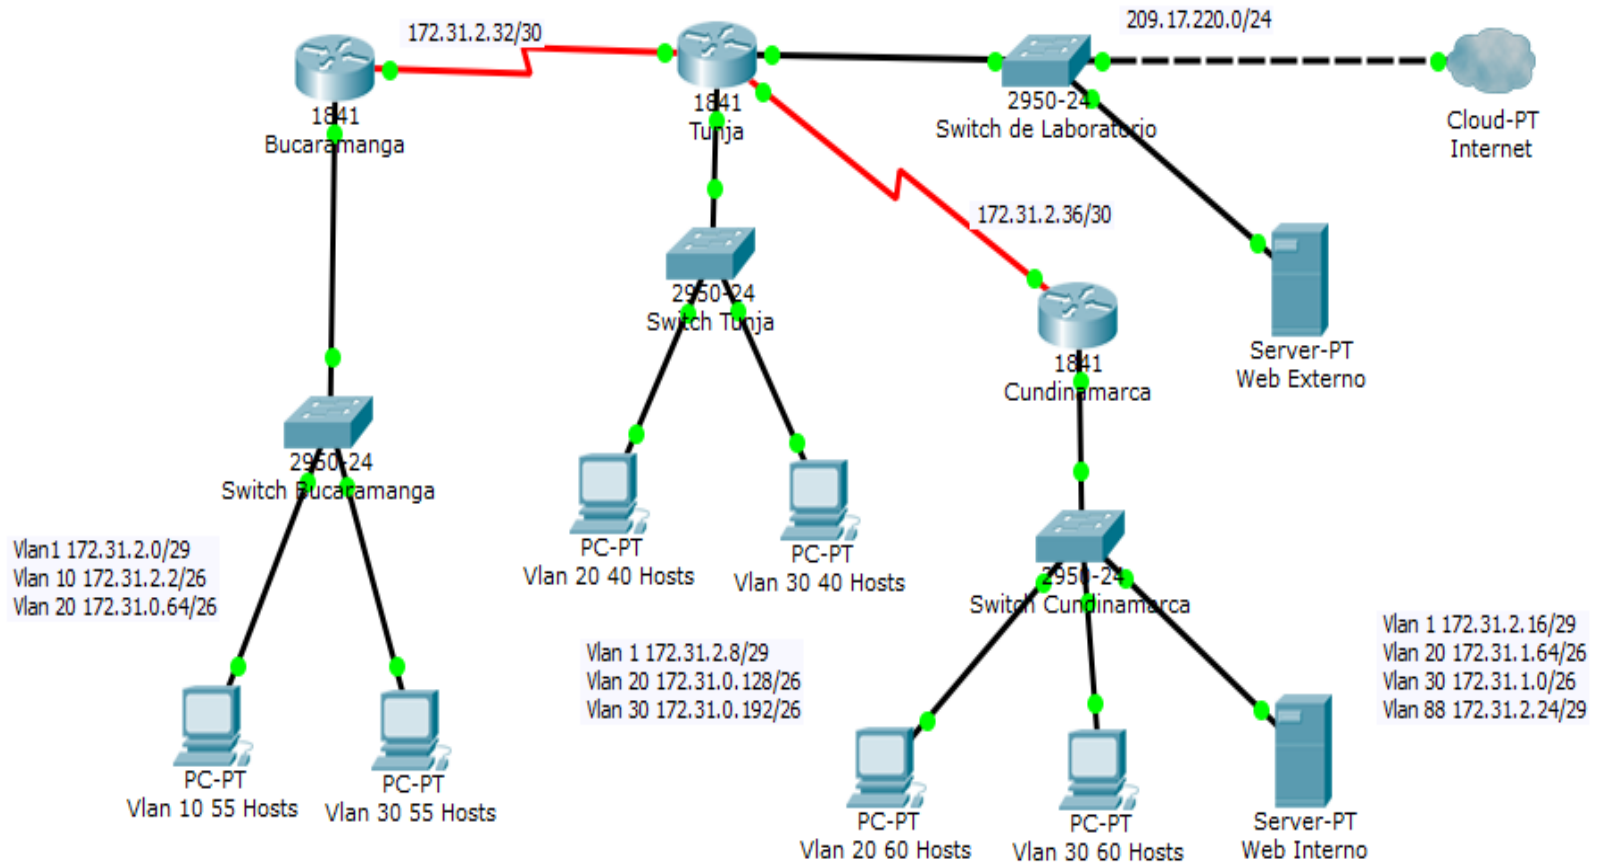 172.31.2.32/30
209.17.220.0/24
1841
Bucaramanga
1841
Tunja
2950-24
Switch de Laboratorio
Cloud-PT
Internet
172.31.2.36/30
2950-24
Switch Tunja
1841
Cundinamarca
Server-PT
Web Externo
2950-24
Switch Bucaramanga
Vlan1 172.31.2.0/29
Vlan 10 172.31.2.2/26
Vlan 20 172.31.0.64/26
PC-PT
Vlan 20 40 Hosts
PC-PT
Vlan 30 40 Hosts
2950-24
Switch Cundinamarca
Vlan 1 172.31.2.8/29
Vlan 20 172.31.0.128/26
Vlan 30 172.31.0.192/26
Vlan 1 172.31.2.16/29
Vlan 20 172.31.1.64/26
Vlan 30 172.31.1.0/26
Vlan 88 172.31.2.24/29
PC-PT
Vlan 10 55 Hosts
PC-PT
Vlan 30 55 Hosts
PC-PT
Vlan 20 60 Hosts
PC-PT
Vlan 30 60 Hosts
Server-PT
Web Interno